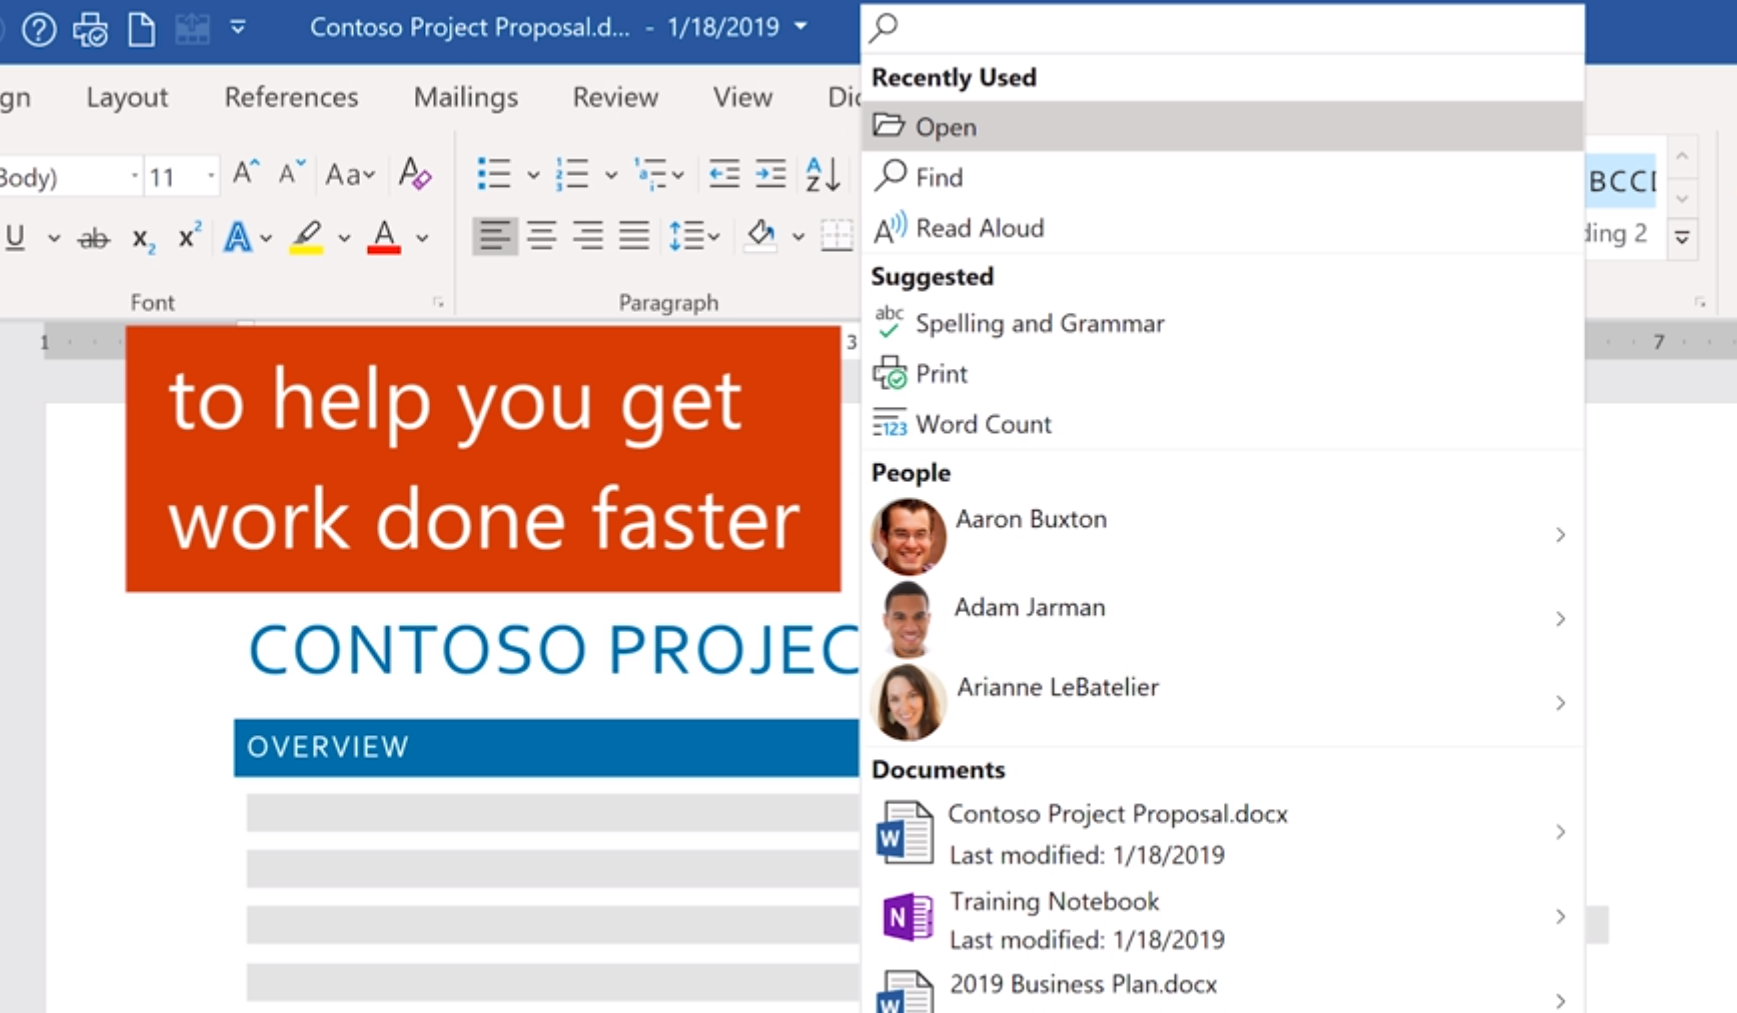 Contoso Project Proposal.d... - 1/18/2019
gn Layout References Mailings Review View Dic
Body) 11 Aa
Font
Paragraph
BCCI
ding 2
1
3
7
to help you get
work done faster
CONTOSO PROJEC
OVERVIEW
Recently Used
Open
Find
Read Aloud
Suggested
abc
Spelling and Grammar
Print
123
Word Count
People
Aaron Buxton
Adam Jarman
Arianne LeBatelier
Documents
Contoso Project Proposal.docx
Last modified: 1/18/2019
Training Notebook
Last modified: 1/18/2019
2019 Business Plan.docx